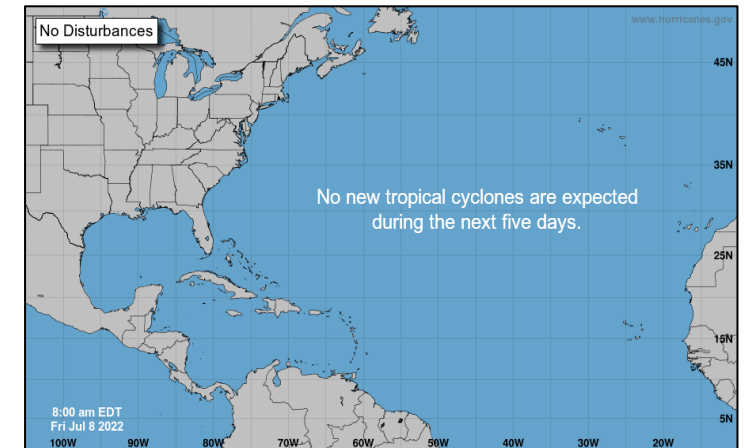 No Disturbances
www.hurricanes.gov
45N
35N
No new tropical cyclones are expected
during the next five days.
25N
15N
8:00 am EDT
Fri Jul 8 2022
5N
100W 90W 80W 70W 60W 50W 40W 30W 20W